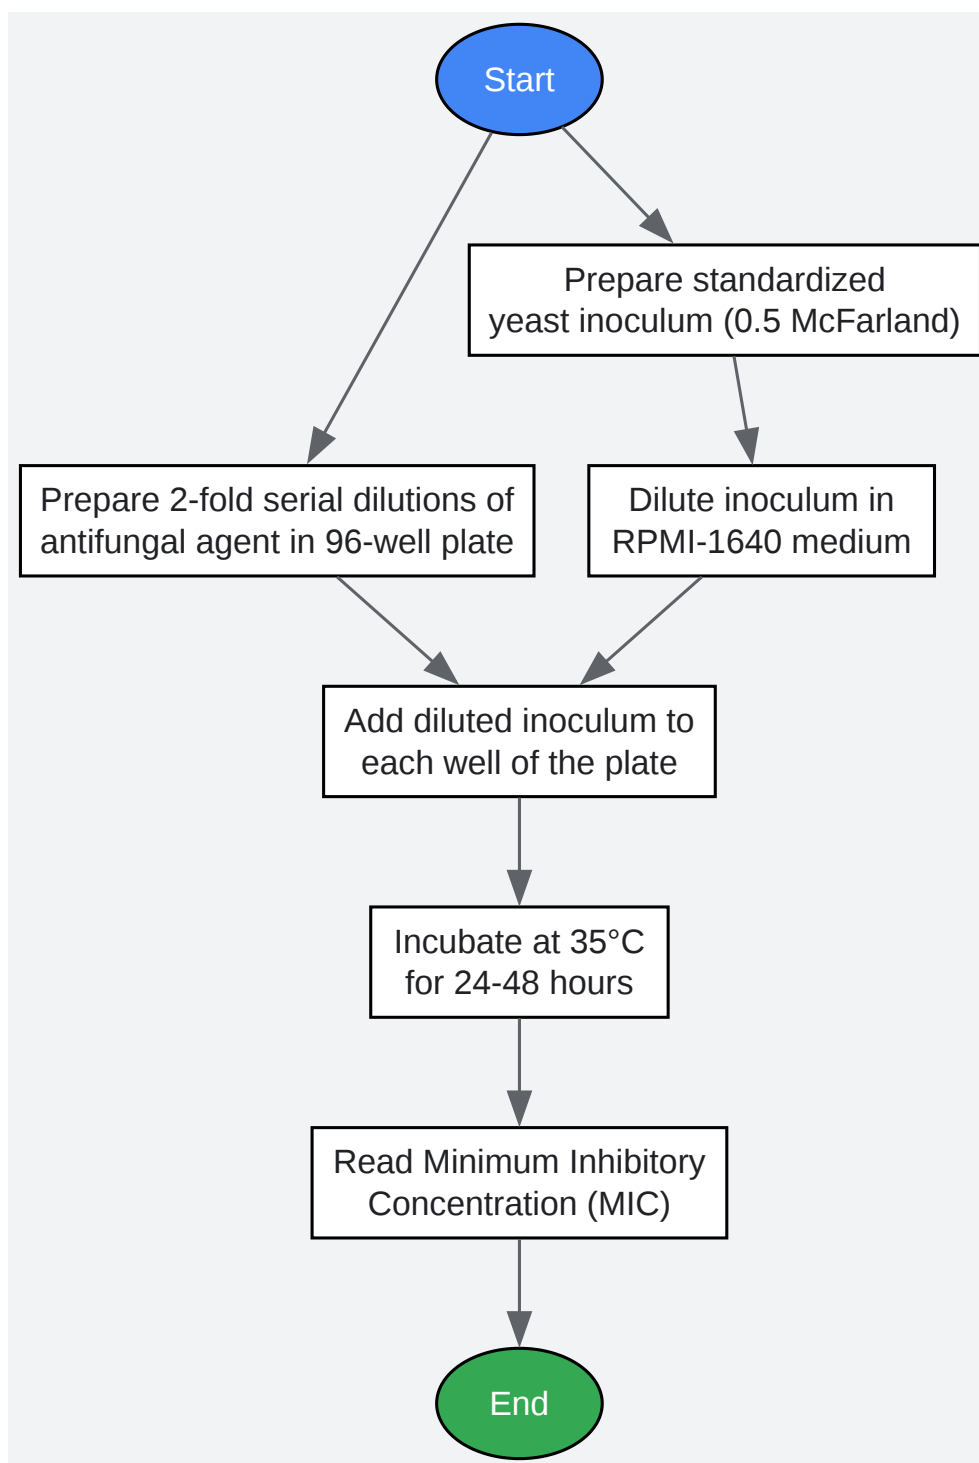 Start
Prepare standardized
yeast inoculum (0.5 McFarland)
Prepare 2-fold serial dilutions of
antifungal agent in 96-well plate
Dilute inoculum in
RPMI-1640 medium
Add diluted inoculum to
each well of the plate
Incubate at 35°C
for 24-48 hours
Read Minimum Inhibitory
Concentration (MIC)
End